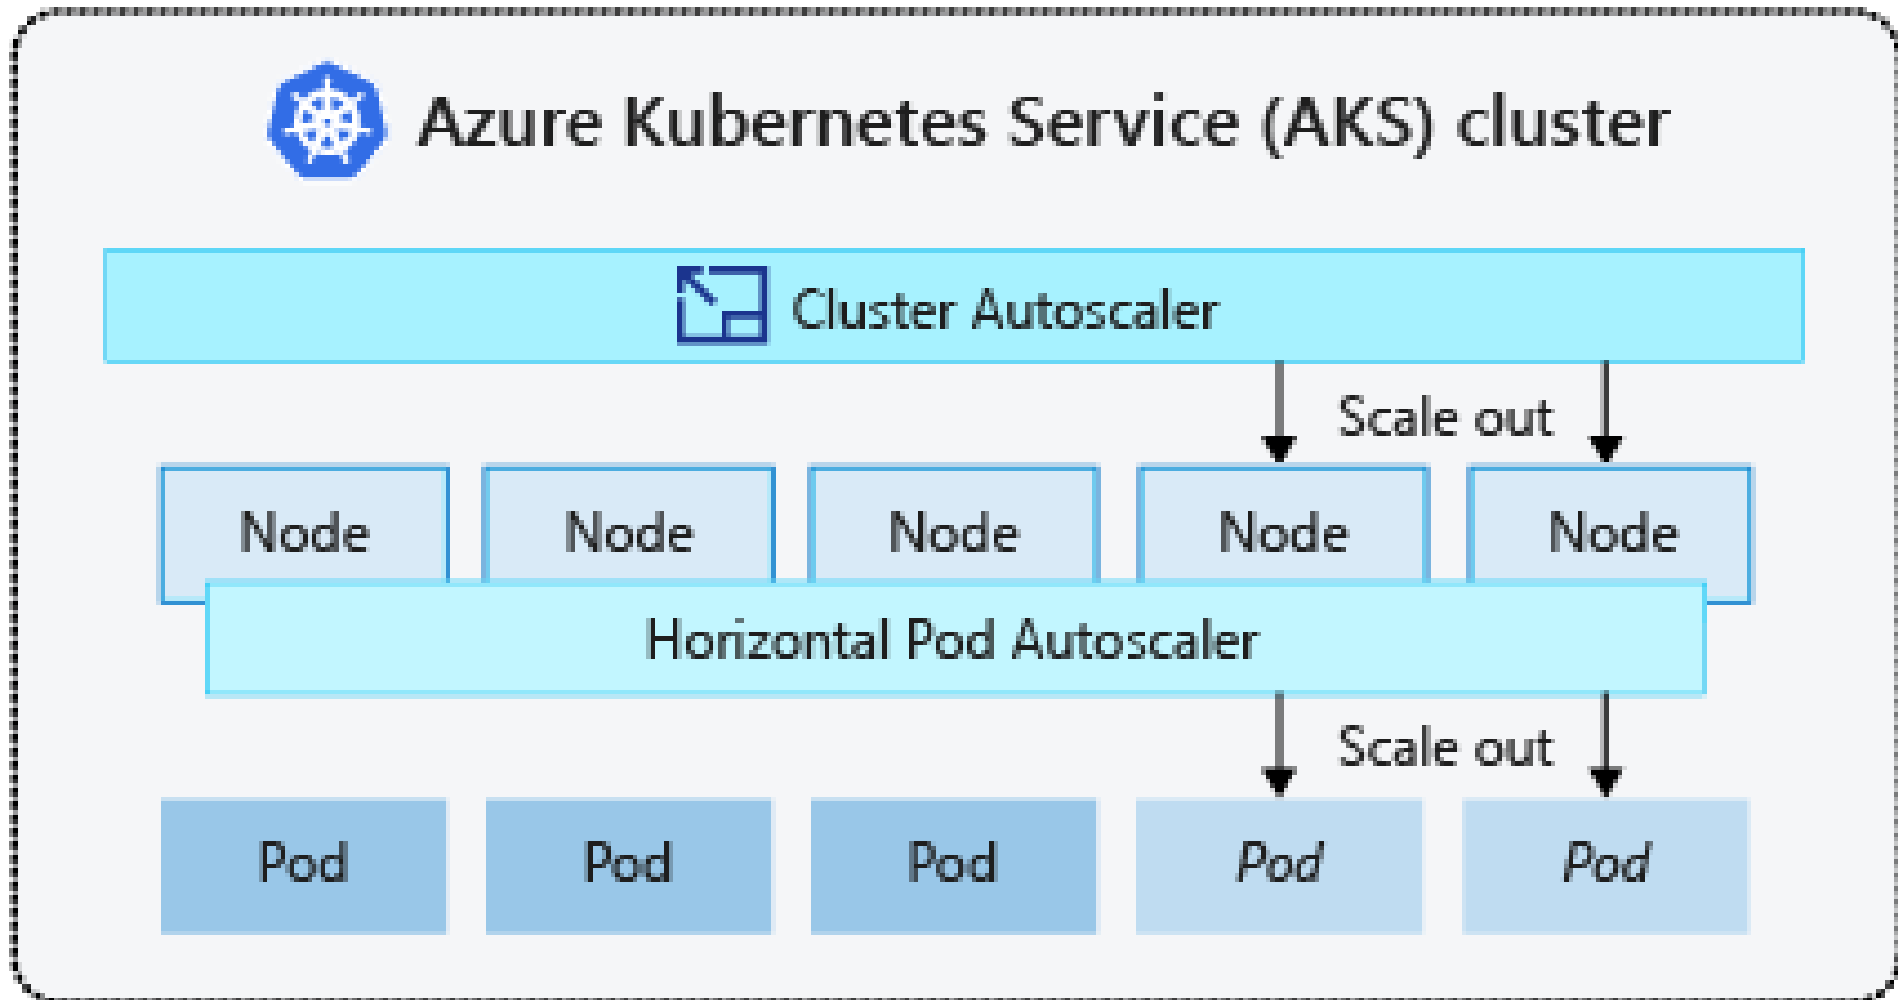 Azure Kubernetes Service (AKS) cluster
Cluster Autoscaler
Scale out
Node Node Node Node Node
Horizontal Pod Autoscaler
Scale out
Pod Pod Pod Pod Pod